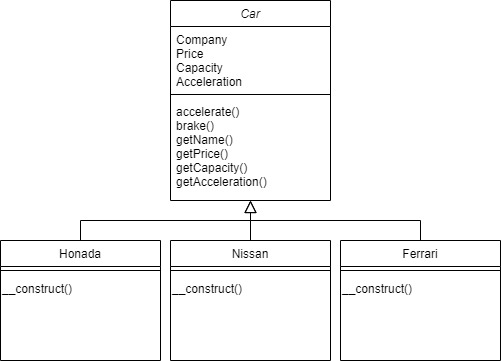 Car
Company
Price
Capacity
Acceleration
accelerate()
brake()
getName()
getPrice()
getCapacity()
getAcceleration()
Honada
Nissan
Ferrari
__construct()
__construct()
__construct()